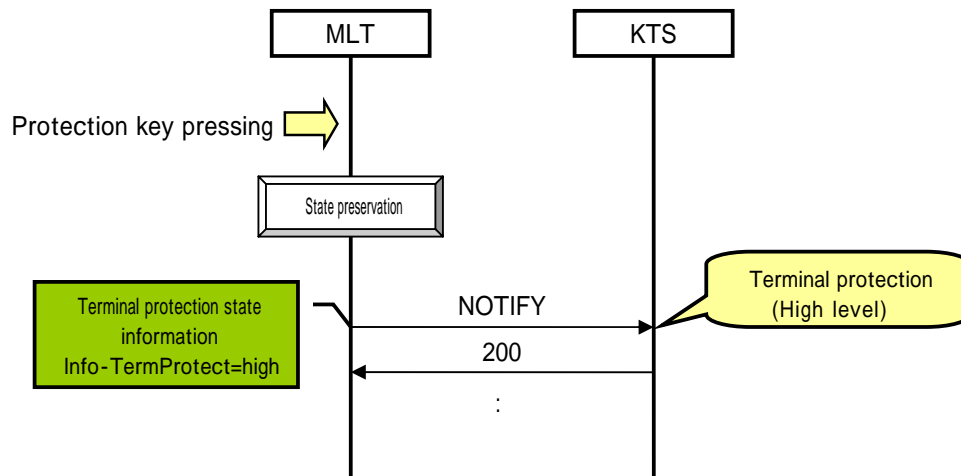 MLT
KTS
Protection key pressing
State preservation
Terminal protection state
information
Info-TermProtect=high
NOTIFY
Terminal protection
(High level)
200
: